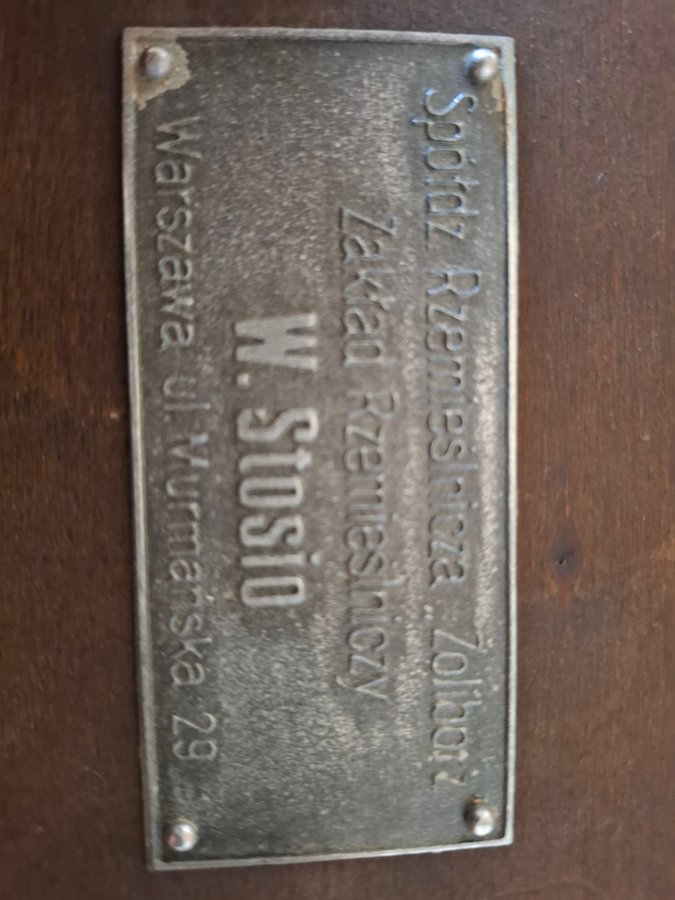 Spółdz Rzemieślnicza „Żoliborz
Zakład Rzemieślniczy
W. Stosio
Warszawa ul Murmańska 29